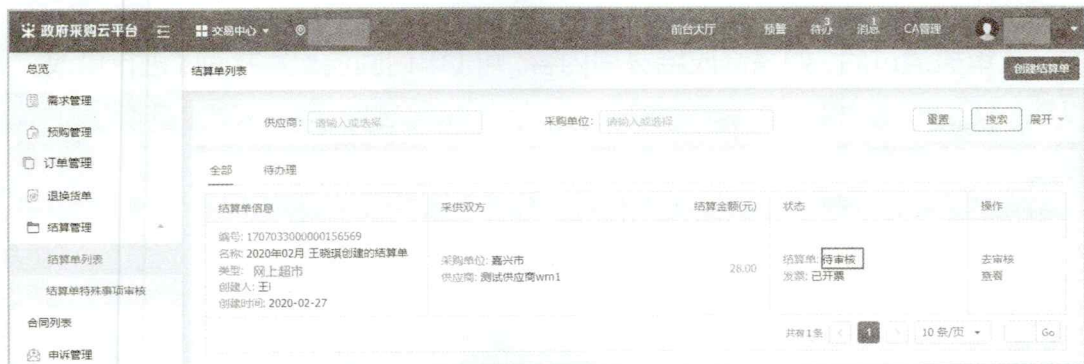 政府采购云平台 交易中心 前台大厅 预警 待办 3 消息 1 CA管理
总览
结算单列表 创建结算单
需求管理
供应商: 请输入或选择 采购单位: 请输入或选择 重置 搜索 展开
预购管理
订单管理
全部 待办理
退换货单
结算单信息 采供双方 结算金额(元) 状态 操作
结算管理
编号: 1707033000000156569
名称: 2020年02月 王晓琪创建的结算单
类型: 网上超市
创建人: 王i
创建时间: 2020-02-27
采购单位: 嘉兴市
供应商: 测试供应商wm1
28.00
结算单: 待审核
发票: 已开票
去审核
查看
结算单列表
结算单特殊事项审核
合同列表
共有1条 1 10 条/页 Go
申诉管理